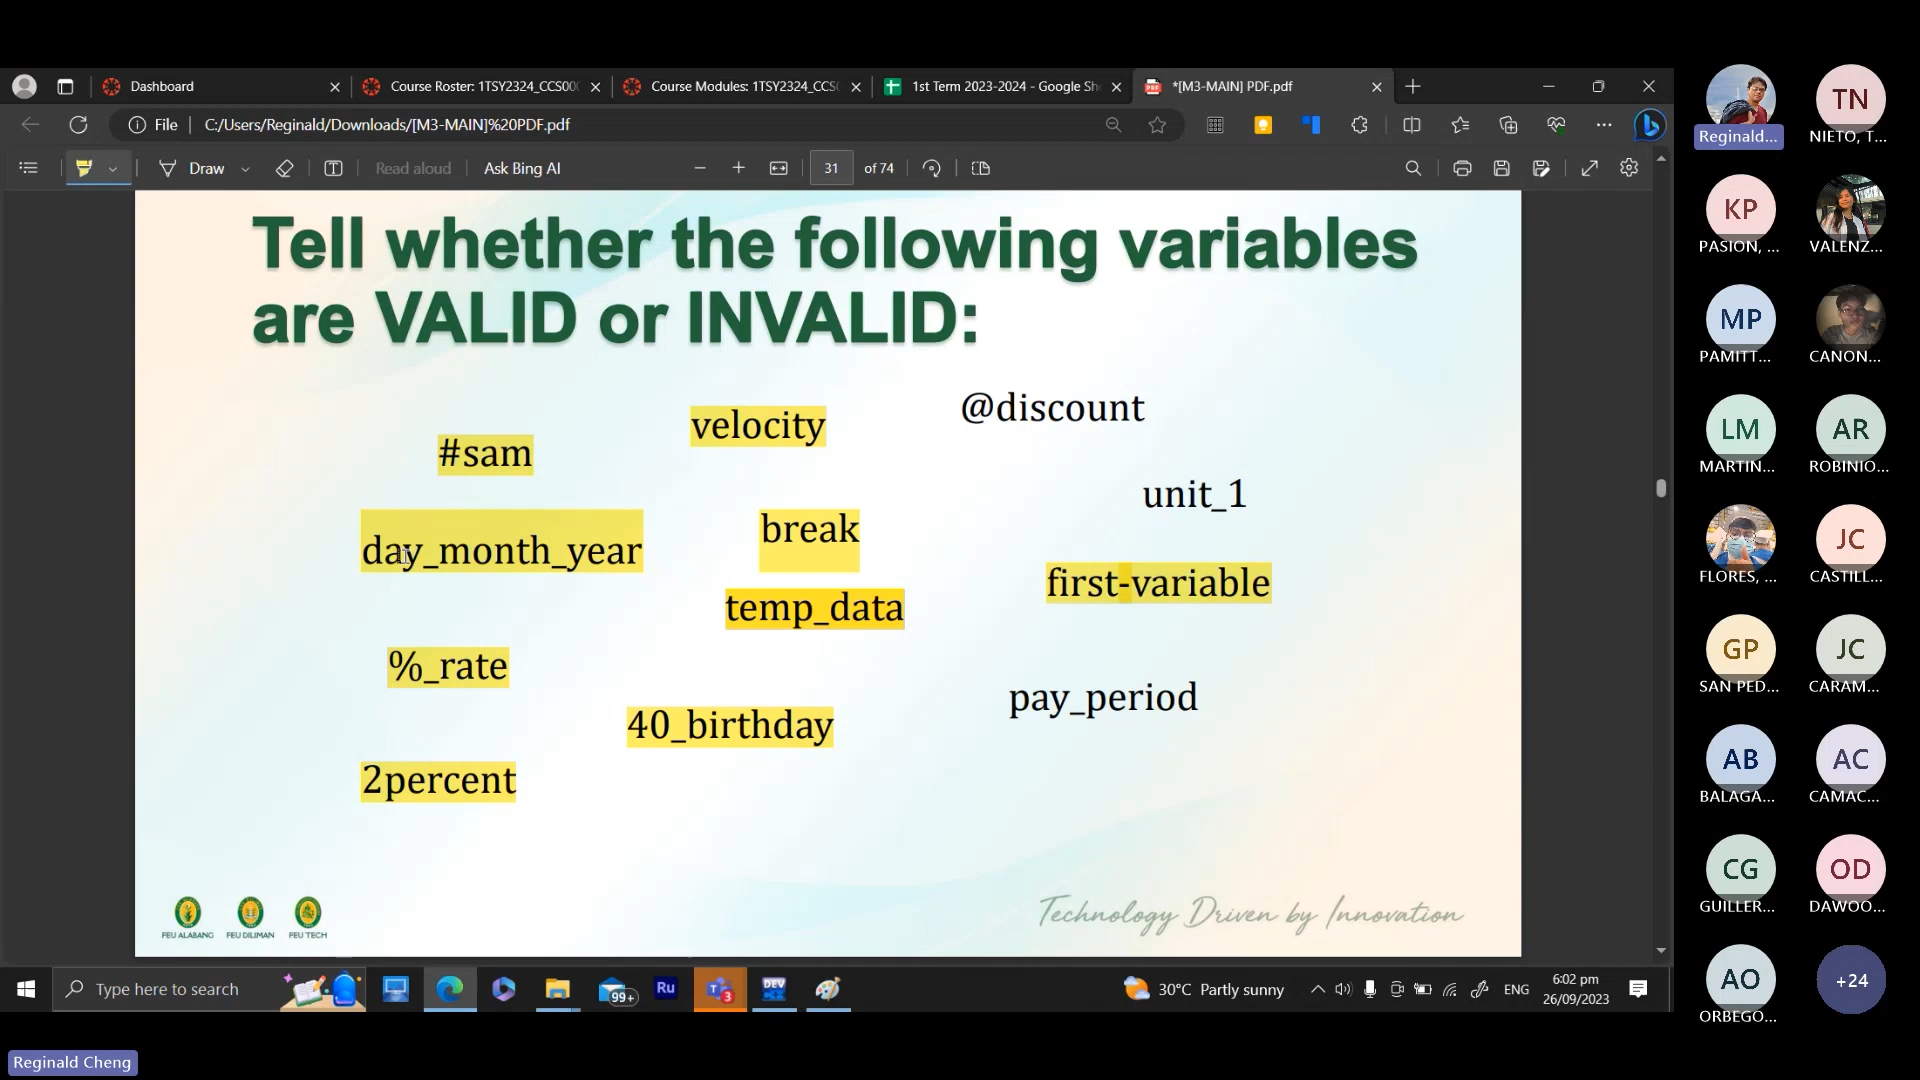 Dashboard
Course Roster: 1TSY2324_CCS00
Course Modules: 1TSY2324_CCS
1st Term 2023-2024 - Google Sh
*[M3-MAIN] PDF.pdf
File
C:/Users/Reginald/Downloads/[M3-MAIN]%20PDF.pdf
Draw
Read aloud
Ask Bing AI
31
of 74
Tell whether the following variables
are VALID or INVALID:
@discount
velocity
#sam
unit_1
break
day_month_year
first-variable
temp_data
%_rate
pay_period
40_birthday
2percent
FEU ALABANG
FEU DILIMAN
FEU TECH
Technology Driven by Innovation
Type here to search
99+
Ru
3
DEV
30°C Partly sunny
ENG
6:02 pm
26/09/2023
Reginald...
TN
NIETO, T...
KP
PASION, ...
VALENZ...
MP
PAMITT...
CANON...
LM
MARTIN...
AR
ROBINIO...
FLORES, ...
JC
CASTILL...
GP
SAN PED...
JC
CARAM...
AB
BALAGA...
AC
CAMAC...
CG
GUILLER...
OD
DAWOO...
AO
ORBEGO...
+24
Reginald Cheng